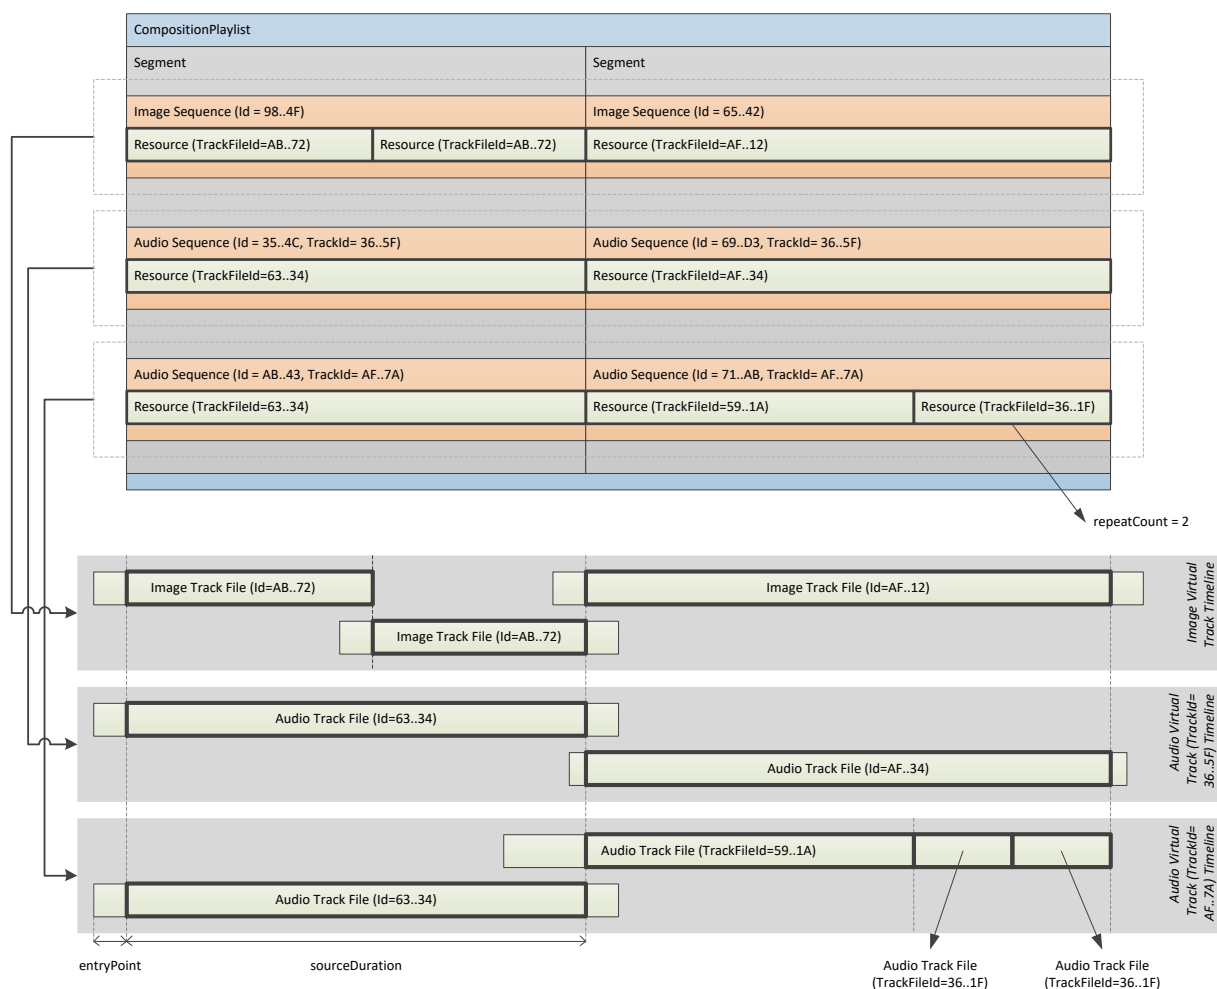 CompositionPlaylist
Segment
Segment
Image Sequence (Id = 98..4F)
Image Sequence (Id = 65..42)
Resource (TrackFileId=AB..72)
Resource (TrackFileId=AB..72)
Resource (TrackFileId=AF..12)
Audio Sequence (Id = 35..4C, TrackId= 36..5F)
Audio Sequence (Id = 69..D3, TrackId= 36..5F)
Resource (TrackFileId=63..34)
Resource (TrackFileId=AF..34)
Audio Sequence (Id = AB..43, TrackId= AF..7A)
Audio Sequence (Id = 71..AB, TrackId= AF..7A)
Resource (TrackFileId=63..34)
Resource (TrackFileId=59..1A)
Resource (TrackFileId=36..1F)
repeatCount = 2
Image Track File (Id=AB..72)
Image Track File (Id=AF..12)
Image Track File (Id=AB..72)
Image Virtual
Track Timeline
Audio Track File (Id=63..34)
Audio Track File (Id=AF..34)
Audio Virtual
Track (TrackId=
36..5F) Timeline
Audio Track File (TrackFileId=59..1A)
Audio Track File (Id=63..34)
Audio Virtual
Track (TrackId=
AF..7A) Timeline
entryPoint
sourceDuration
Audio Track File
(TrackFileId=36..1F)
Audio Track File
(TrackFileId=36..1F)